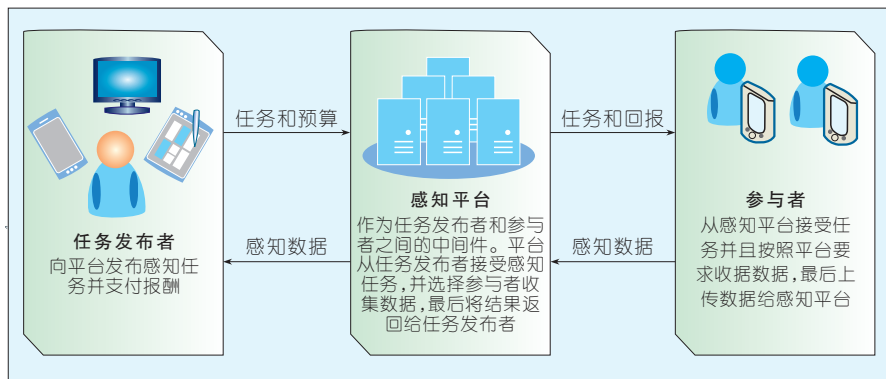 任务发布者
向平台发布感知任
务并支付报酬
任务和预算
感知数据
感知平台
作为任务发布者和参与
者之间的中间件。平台
从任务发布者接受感知
任务,并选择参与者收
集数据,最后将结果返
回给任务发布者
任务和回报
感知数据
参与者
从感知平台接受任
务并且按照平台要
求收据数据,最后上
传数据给感知平台